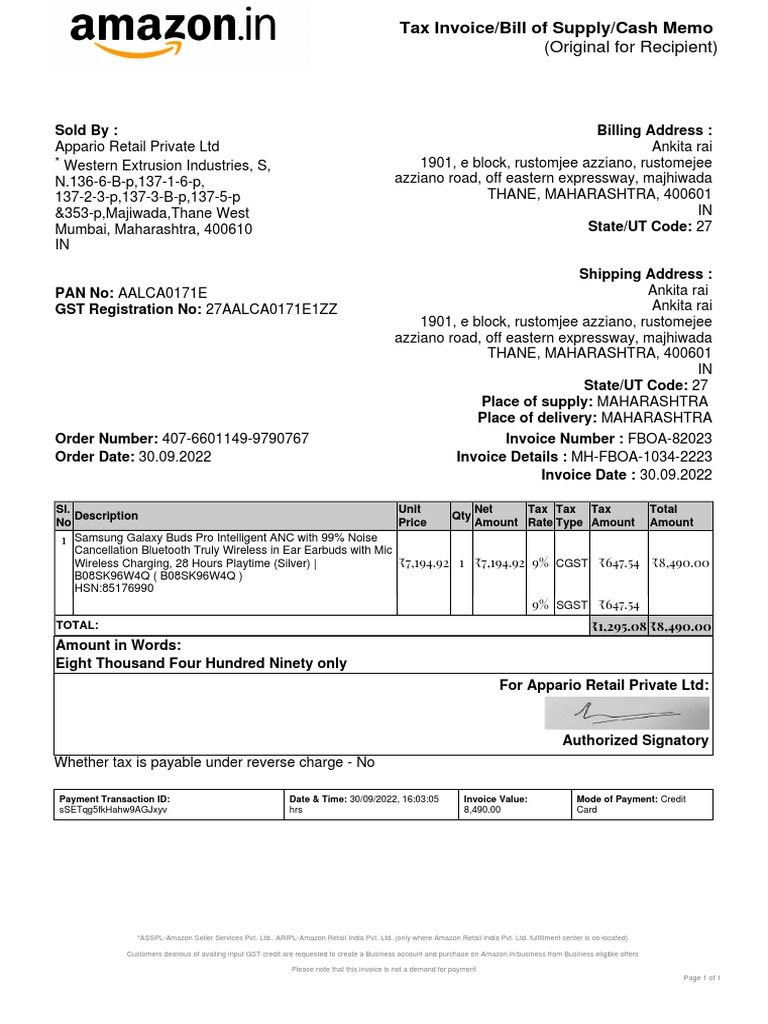 amazon.in
Tax Invoice/Bill of Supply/Cash Memo
(Original for Recipient)
Sold By :
Appario Retail Private Ltd
* Western Extrusion Industries, S,
N.136-6-B-p,137-1-6-p,
137-2-3-p,137-3-B-p,137-5-p
&353-p,Majiwada,Thane West
Mumbai, Maharashtra, 400610
IN
PAN No: AALCA0171E
GST Registration No: 27AALCA0171E1ZZ
Billing Address :
Ankita rai
1901, e block, rustomjee azziano, rustomejee
azziano road, off eastern expressway, majhiwada
THANE, MAHARASHTRA, 400601
IN
State/UT Code: 27
Shipping Address :
Ankita rai
Ankita rai
1901, e block, rustomjee azziano, rustomejee
azziano road, off eastern expressway, majhiwada
THANE, MAHARASHTRA, 400601
IN
State/UT Code: 27
Place of supply: MAHARASHTRA
Place of delivery: MAHARASHTRA
Order Number: 407-6601149-9790767
Order Date: 30.09.2022
Invoice Number : FBOA-82023
Invoice Details : MH-FBOA-1034-2223
Invoice Date : 30.09.2022
Sl. No Description Unit Price Qty Net Amount Tax Rate Tax Type Tax Amount Total Amount
1 Samsung Galaxy Buds Pro Intelligent ANC with 99% Noise
Cancellation Bluetooth Truly Wireless in Ear Earbuds with Mic
Wireless Charging, 28 Hours Playtime (Silver) | ₹7,194.92 1 ₹7,194.92 9% CGST ₹647.54 ₹8,490.00
B08SK96W4Q ( B08SK96W4Q )
HSN:85176990
9% SGST ₹647.54
TOTAL: ₹1,295.08 ₹8,490.00
Amount in Words:
Eight Thousand Four Hundred Ninety only
For Appario Retail Private Ltd:
Authorized Signatory
Whether tax is payable under reverse charge - No
Payment Transaction ID:
sSETqg5fkHahw9AGJxyv
Date & Time: 30/09/2022, 16:03:05
hrs
Invoice Value:
8,490.00
Mode of Payment: Credit
Card
*ASSPL-Amazon Seller Services Pvt. Ltd., ARIPL-Amazon Retail India Pvt. Ltd. (only where Amazon Retail India Pvt. Ltd. fulfillment center is co-located)
Customers desirous of availing input GST credit are requested to create a Business account and purchase on Amazon.in/business from Business eligible offers
Please note that this invoice is not a demand for payment
Page 1 of 1